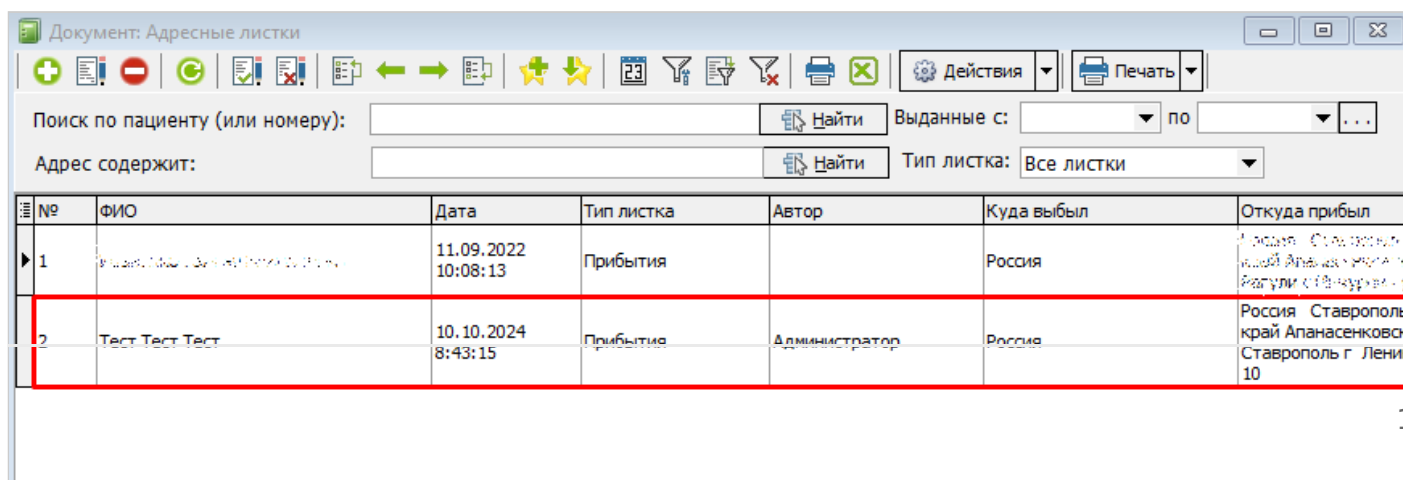 Документ: Адресные листки
23 Действия Печать
Поиск по пациенту (или номеру): Найти Выданные с: по ...
Адрес содержит: Найти Тип листка: Все листки
№ ФИО Дата Тип листка Автор Куда выбыл Откуда прибыл
1 11.09.2022 10:08:13 Прибытия Россия
2 Тест Тест Тест 10.10.2024 8:43:15 Прибытия Администратор Россия Россия Ставрополь
край Апанасенковск
Ставрополь г Лени
10